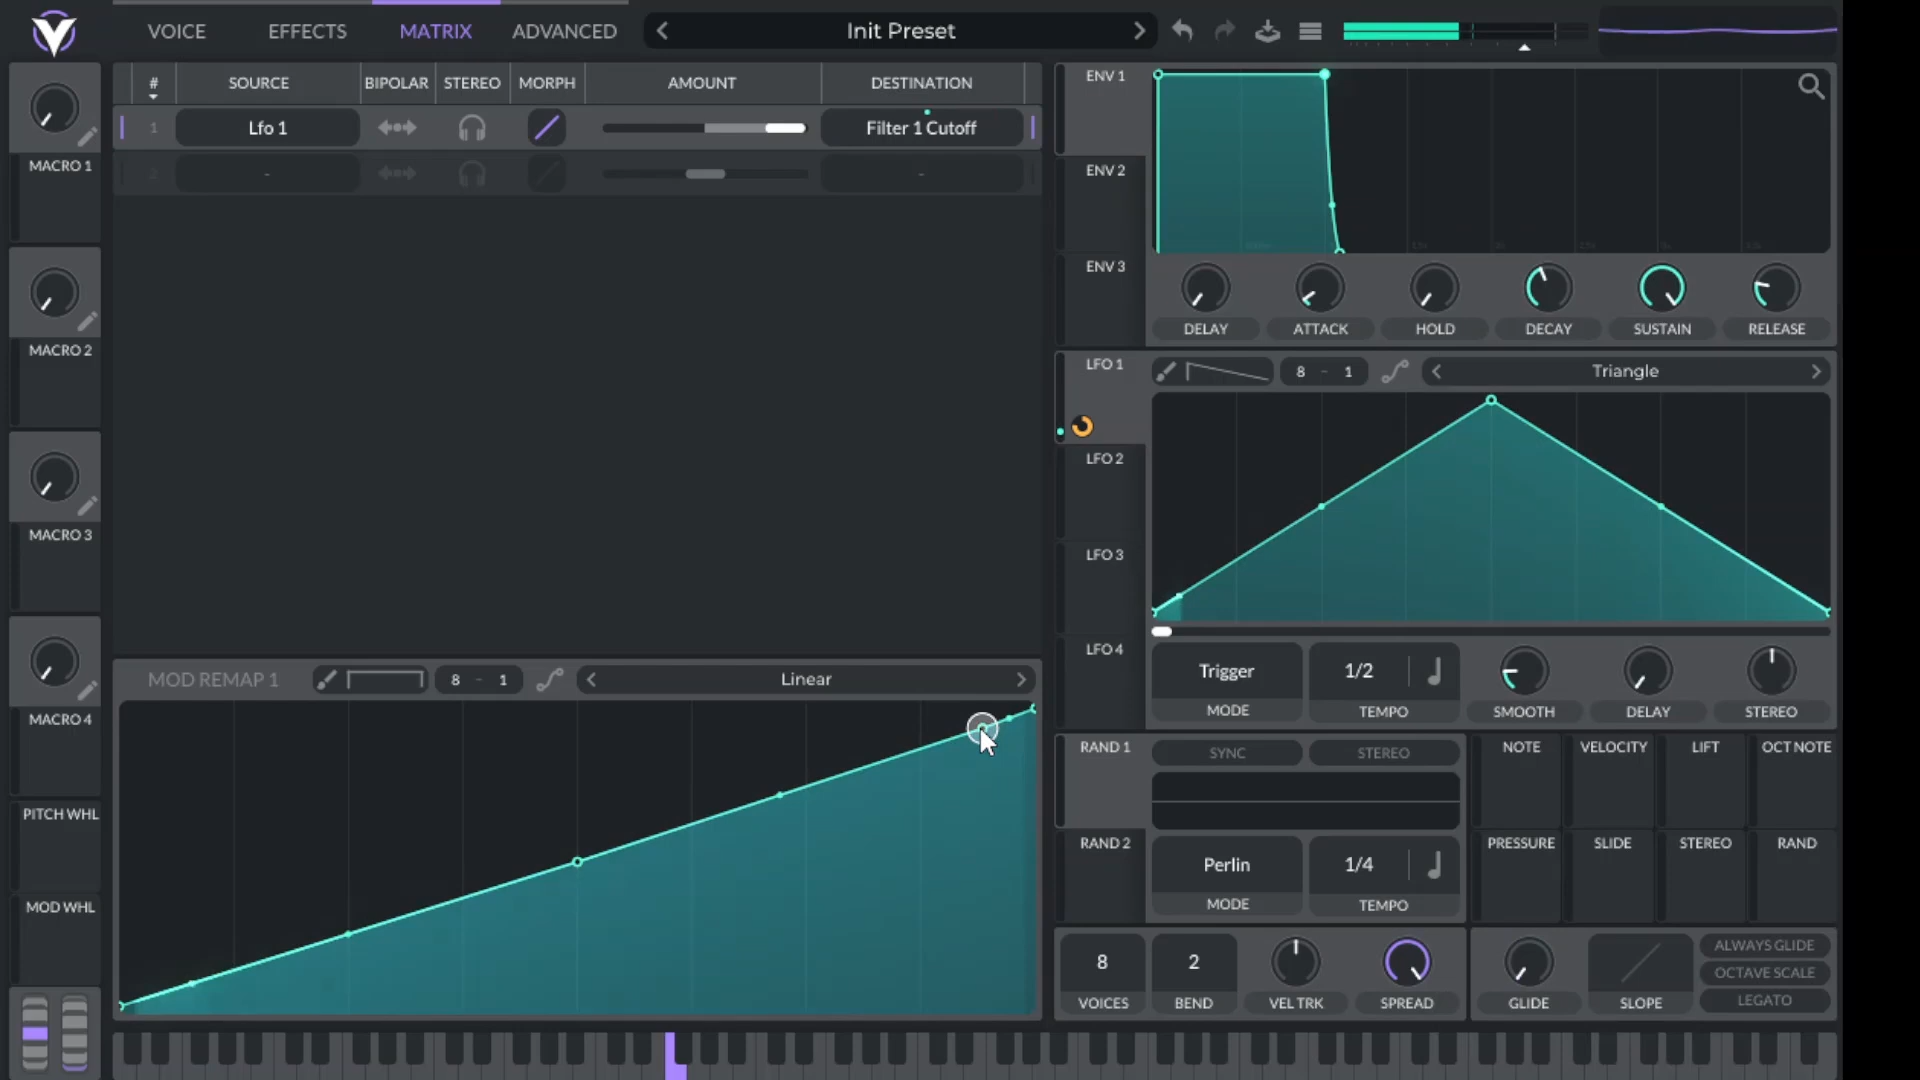 VOICE EFFECTS MATRIX ADVANCED Init Preset
# SOURCE BIPOLAR STEREO MORPH AMOUNT DESTINATION
1 Lfo 1 Filter 1 Cutoff
2 - -
MACRO 1
MACRO 2
MACRO 3
MACRO 4
PITCH WHL
MOD WHL
MOD REMAP 1 8 - 1 Linear
ENV 1
ENV 2
ENV 3
DELAY ATTACK HOLD DECAY SUSTAIN RELEASE
LFO 1 8 - 1 Triangle
LFO 2
LFO 3
LFO 4
Trigger 1/2
MODE TEMPO SMOOTH DELAY STEREO
RAND 1 SYNC STEREO
RAND 2 Perlin 1/4
MODE TEMPO
NOTE VELOCITY LIFT OCT NOTE
PRESSURE SLIDE STEREO RAND
8 2
VOICES BEND VEL TRK SPREAD GLIDE SLOPE
ALWAYS GLIDE
OCTAVE SCALE
LEGATO